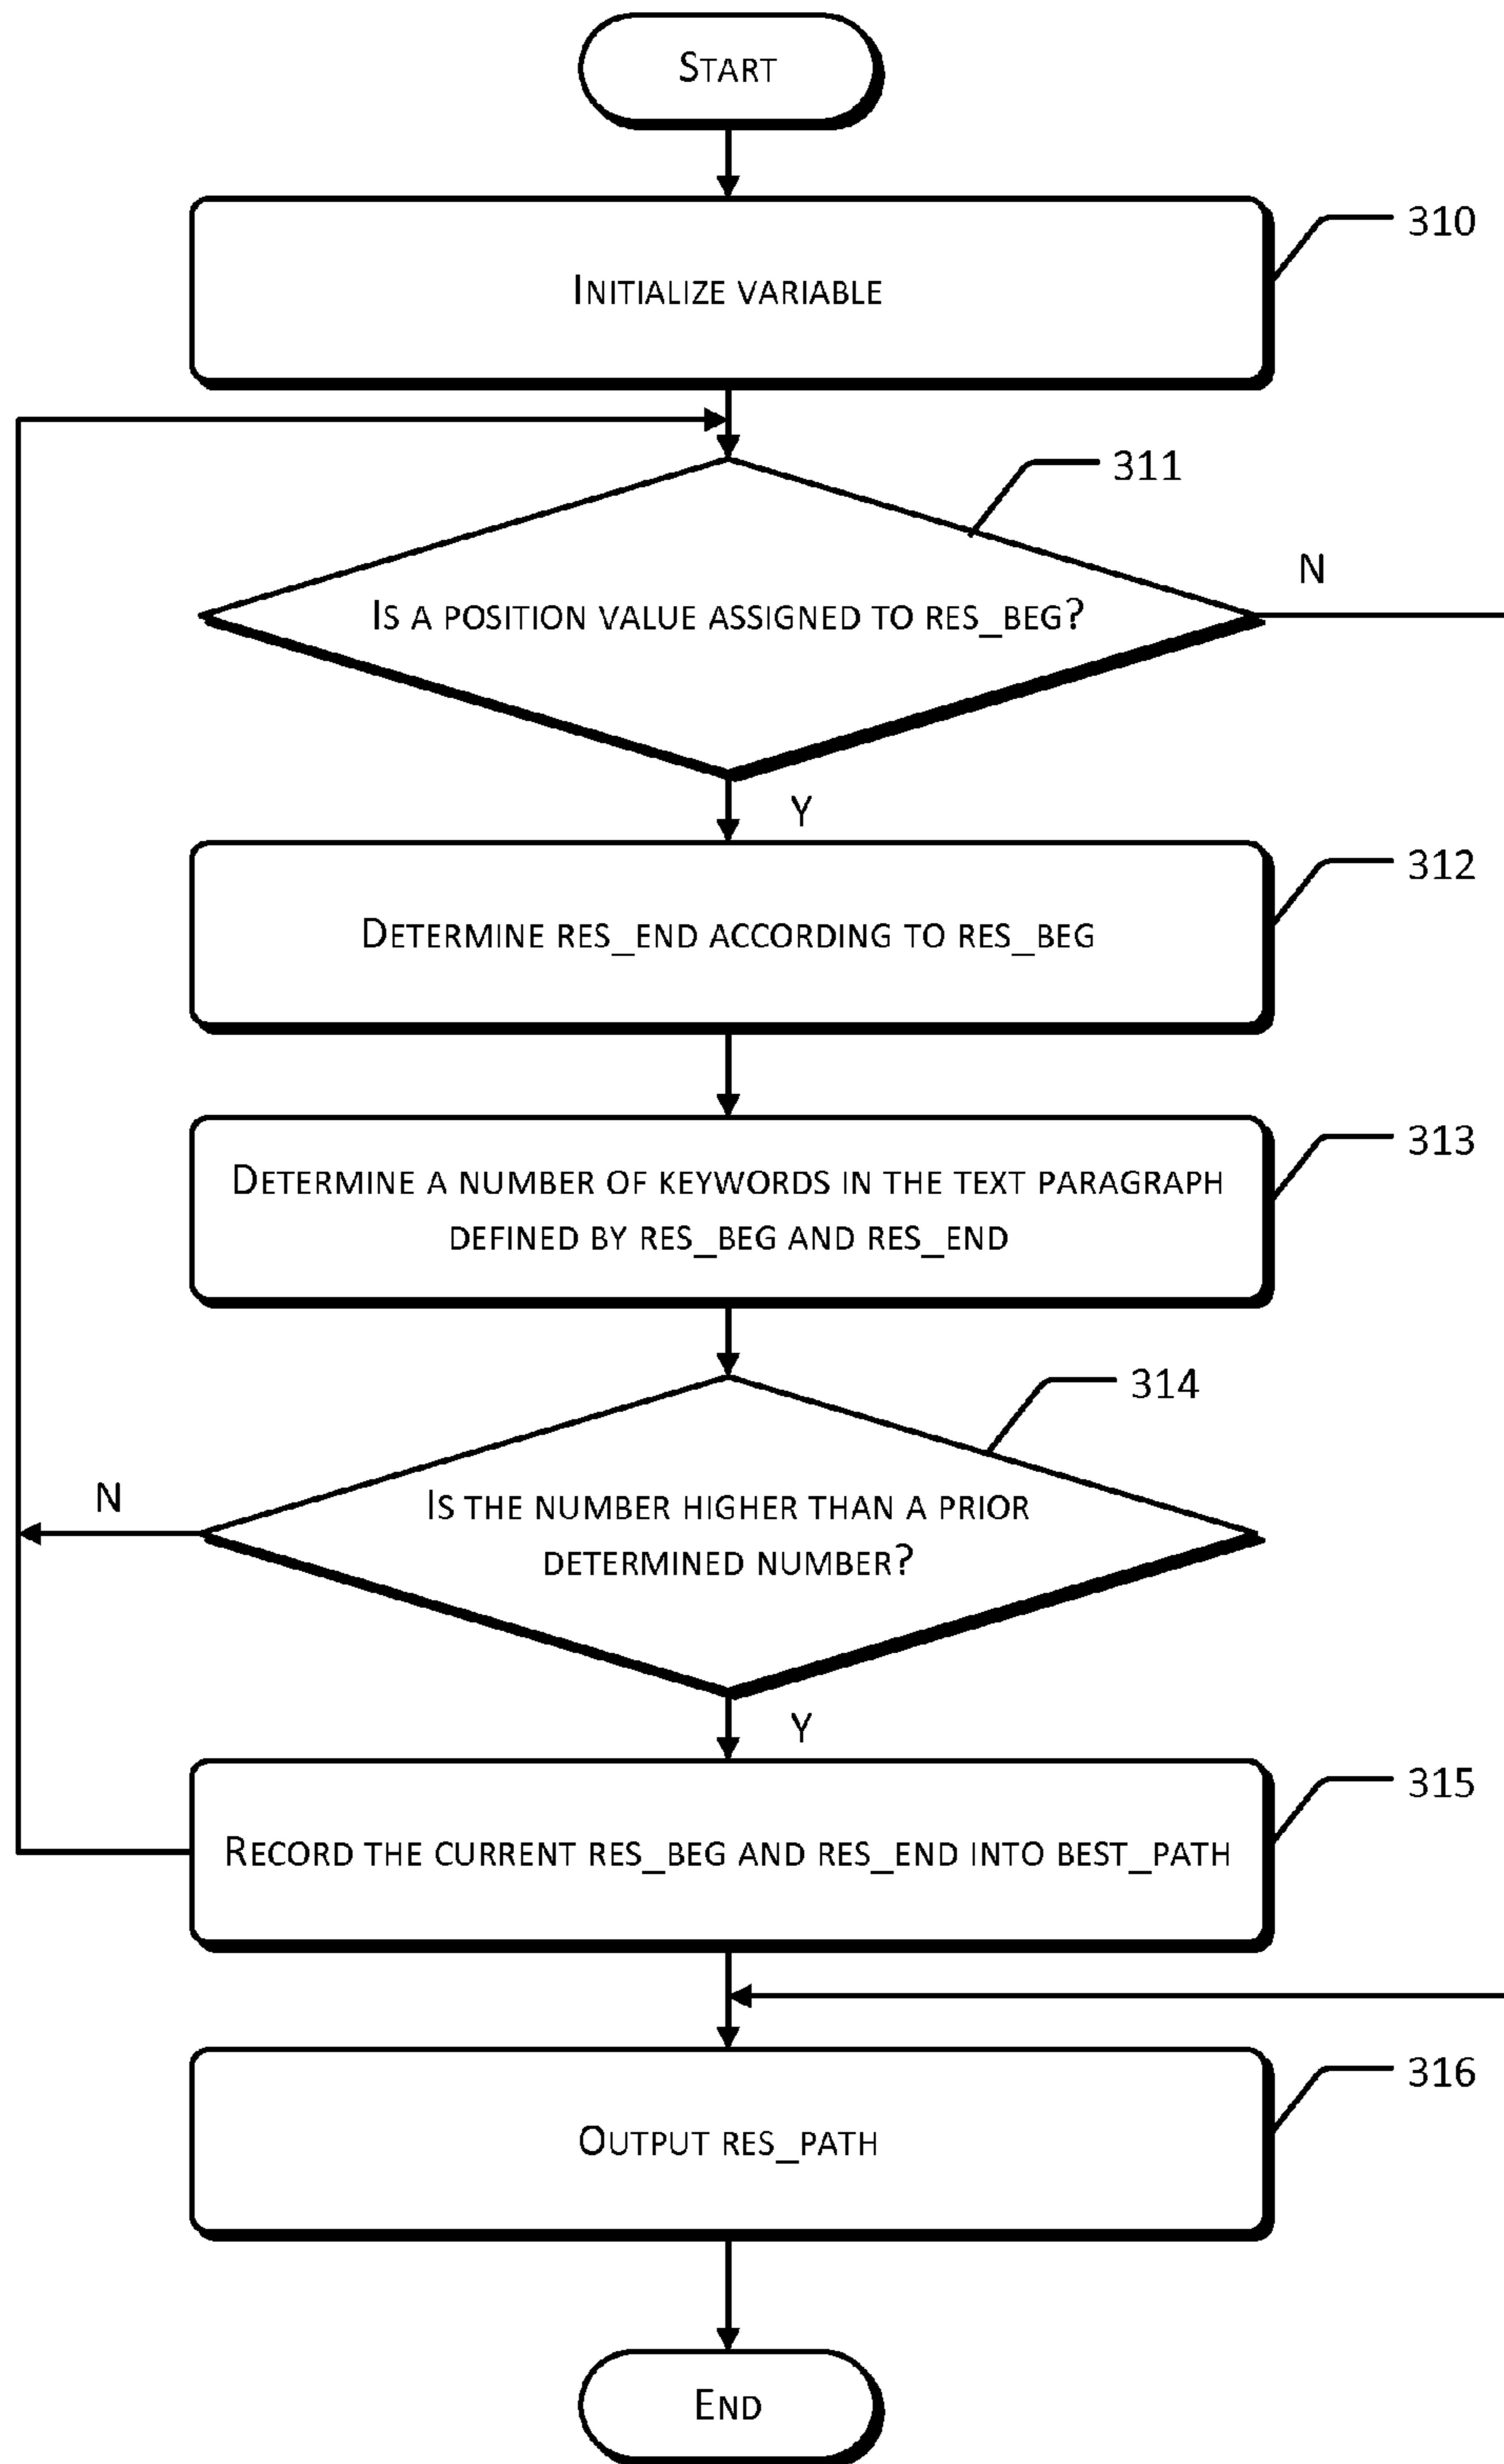 START
INITIALIZE VARIABLE
310
311
N
IS A POSITION VALUE ASSIGNED TO RES_BEG?
Y
312
DETERMINE RES_END ACCORDING TO RES_BEG
313
DETERMINE A NUMBER OF KEYWORDS IN THE TEXT PARAGRAPH
DEFINED BY RES_BEG AND RES_END
314
N
IS THE NUMBER HIGHER THAN A PRIOR
DETERMINED NUMBER?
Y
315
RECORD THE CURRENT RES_BEG AND RES_END INTO BEST_PATH
316
OUTPUT RES_PATH
END